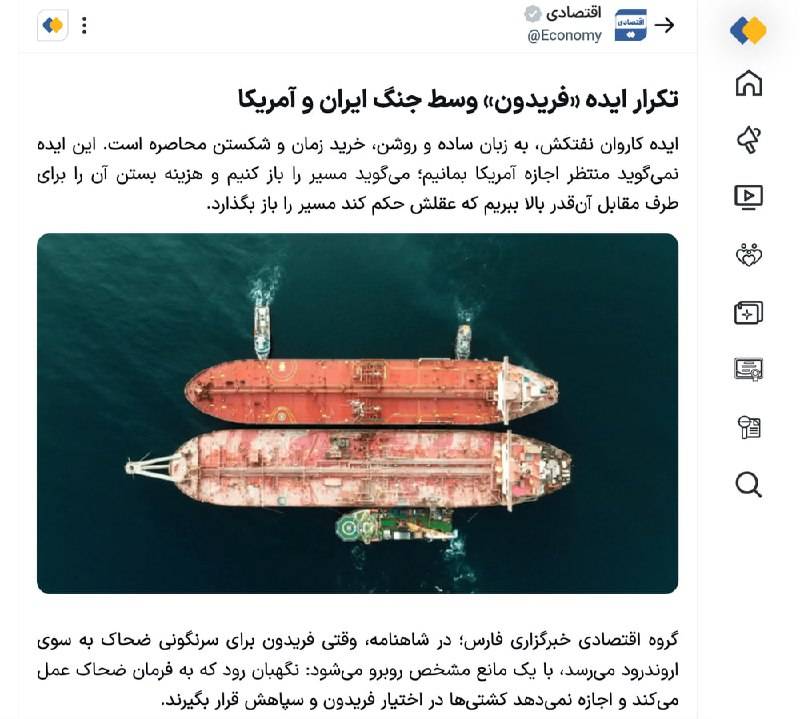 اقتصادی
@Economy
اقتصادی
تکرار ایده «فریدون» وسط جنگ ایران و آمریکا
ایده کاروان نفتکش، به زبان ساده و روشن، خرید زمان و شکستن محاصره است. این ایده
نمی‌گوید منتظر اجازه آمریکا بمانیم؛ می‌گوید مسیر را باز کنیم و هزینه بستن آن را برای
طرف مقابل آن‌قدر بالا ببریم که عقلش حکم کند مسیر را باز بگذارد.
گروه اقتصادی خبرگزاری فارس؛ در شاهنامه، وقتی فریدون برای سرنگونی ضحاک به سوی
اروندرود می‌رسد، با یک مانع مشخص روبرو می‌شود: نگهبان رود که به فرمان ضحاک عمل
می‌کند و اجازه نمی‌دهد کشتی‌ها در اختیار فریدون و سپاهش قرار بگیرند.